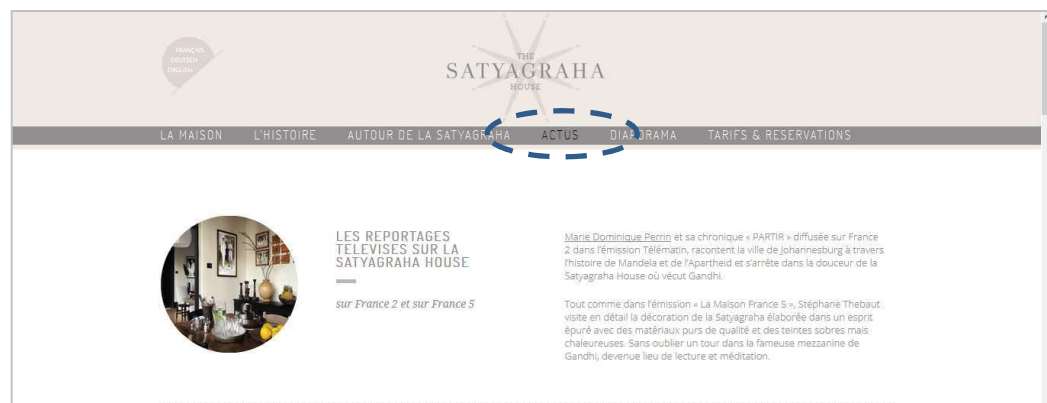 FRANÇAIS
DEUTSCH
ENGLISH
THE
SATYAGRAHA
HOUSE
LA MAISON L'HISTOIRE AUTOUR DE LA SATYAGRAHA ACTUS DIAPORAMA TARIFS & RESERVATIONS
LES REPORTAGES
TELEVISES SUR LA
SATYAGRAHA HOUSE
sur France 2 et sur France 5
Marie Dominique Perrin et sa chronique « PARTIR » diffusée sur France
2 dans l'émission Télématin, racontent la ville de Johannesburg à travers
l'histoire de Mandela et de l'Apartheid et s'arrête dans la douceur de la
Satyagraha House où vécut Gandhi.
Tout comme dans l'émission « La Maison France 5 », Stéphane Thebaut
visite en détail la décoration de la Satyagraha élaborée dans un esprit
épuré avec des matériaux purs de qualité et des teintes sobres mais
chaleureuses. Sans oublier un tour dans la fameuse mezzanine de
Gandhi, devenue lieu de lecture et méditation.